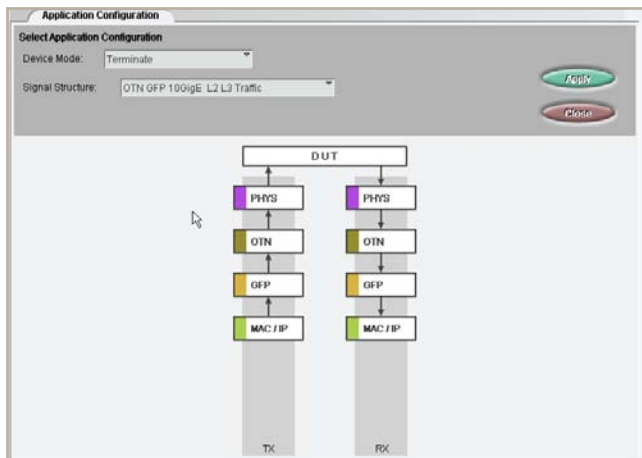 Application Configuration
Select Application Configuration
Device Mode: Terminate
Signal Structure: OTN GFP 10GigE L2 L3 Traffic
Apply
Close
DUT
PHYS PHYS
OTN OTN
GFP GFP
MAC / IP MAC / IP
TX RX